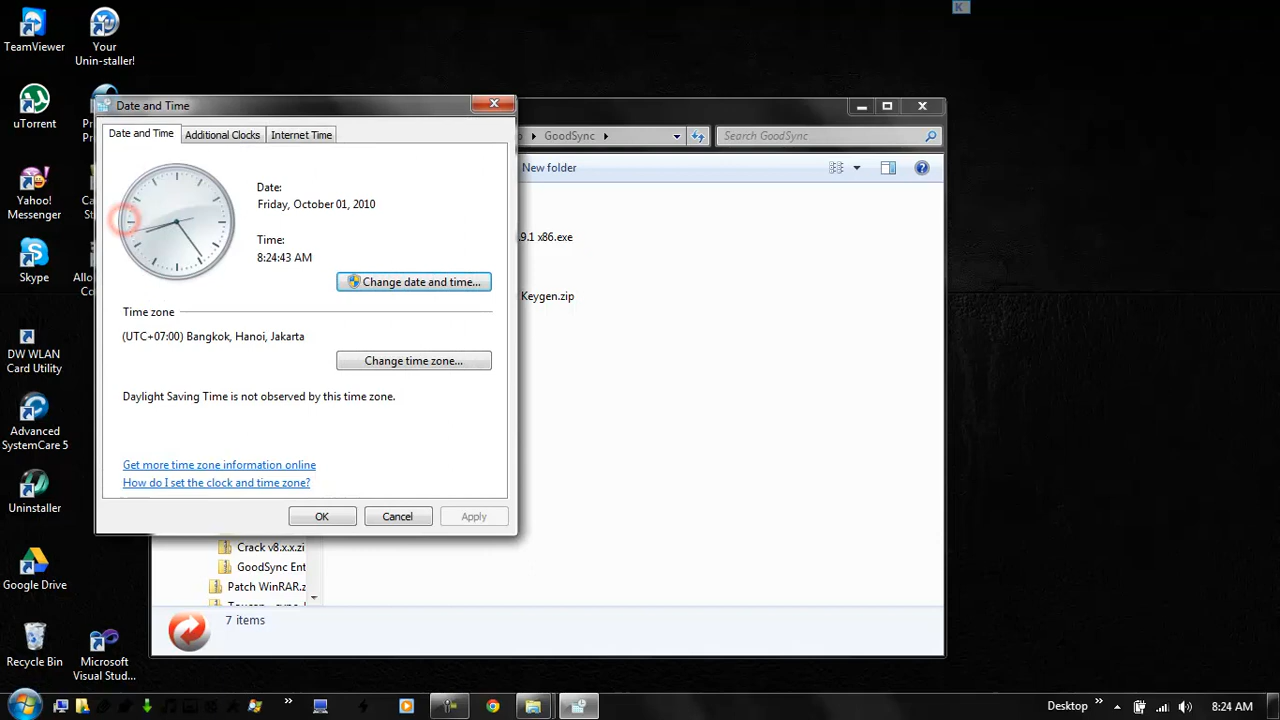 K
TeamViewer
Your
Unin-staller!
uTorrent
Yahoo!
Messenger
Skype
DW WLAN
Card Utility
Advanced
SystemCare 5
Uninstaller
Google Drive
Recycle Bin
Microsoft
Visual Stud...
Date and Time
Date and Time
Additional Clocks
Internet Time
Date:
Friday, October 01, 2010
Time:
8:24:43 AM
Change date and time...
Time zone
(UTC+07:00) Bangkok, Hanoi, Jakarta
Change time zone...
Daylight Saving Time is not observed by this time zone.
Get more time zone information online
How do I set the clock and time zone?
OK
Cancel
Apply
GoodSync
Search GoodSync
New folder
.9.1 x86.exe
Keygen.zip
Crack v8.x.x.zi
GoodSync Ent
Patch WinRAR.z
7 items
Desktop
8:24 AM